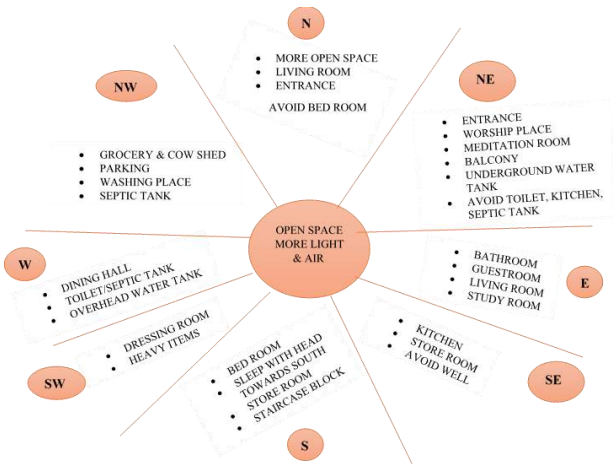 N
• MORE OPEN SPACE
• LIVING ROOM
• ENTRANCE
AVOID BED ROOM
NE
• ENTRANCE
• WORSHIP PLACE
• MEDITATION ROOM
• BALCONY
• UNDERGROUND WATER
TANK
• AVOID TOILET, KITCHEN,
SEPTIC TANK
NW
• GROCERY & COW SHED
• PARKING
• WASHING PLACE
• SEPTIC TANK
OPEN SPACE
MORE LIGHT
& AIR
W
• DINING HALL
• TOILET/SEPTIC TANK
• OVERHEAD WATER TANK
E
• BATHROOM
• GUESTROOM
• LIVING ROOM
• STUDY ROOM
SW
• DRESSING ROOM
• HEAVY ITEMS
S
• BED ROOM
• SLEEP WITH HEAD
TOWARDS SOUTH
• STORE ROOM
• STAIRCASE BLOCK
SE
• KITCHEN
• STORE ROOM
• AVOID WELL